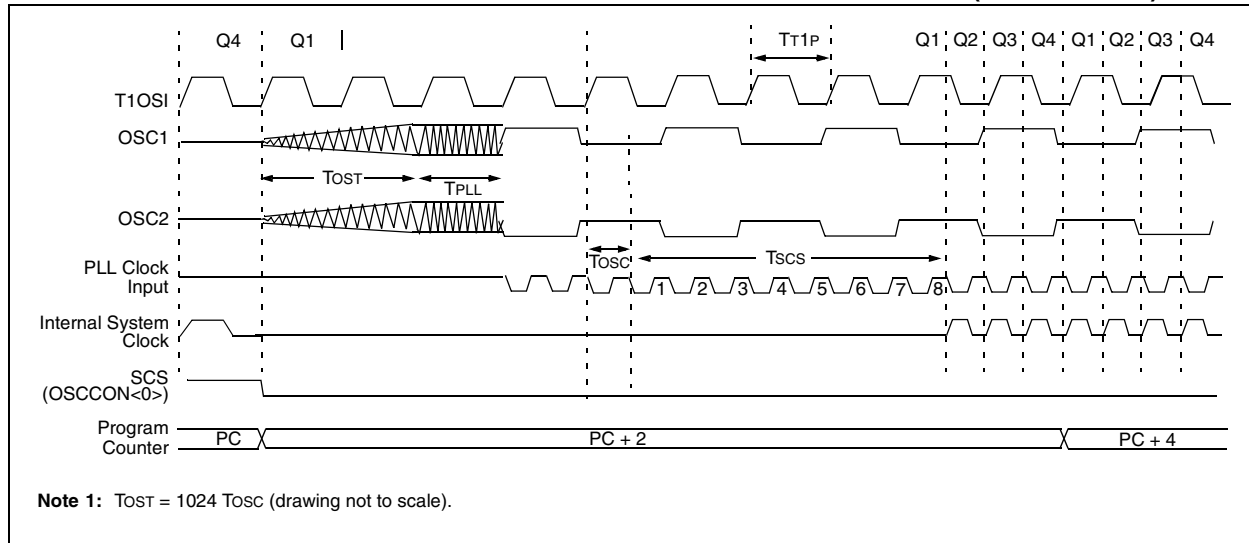 Q4 Q1 TT1P Q1 Q2 Q3 Q4 Q1 Q2 Q3 Q4
T1OSI
OSC1
TOST TPLL
OSC2
TOSC TSCS
PLL Clock
Input
1 2 3 4 5 6 7 8
Internal System
Clock
SCS
(OSCCON<0>)
Program
Counter
PC PC + 2 PC + 4
Note 1: TOST = 1024 TOSC (drawing not to scale).